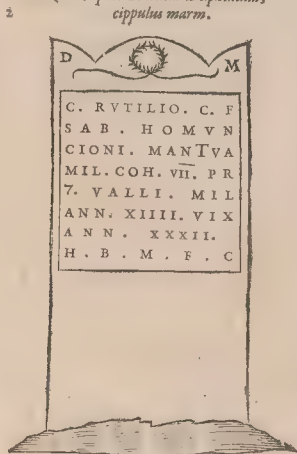 2 cippulus marm.
D M
C. RVTILIO. C. F
SAB. HOMVN
CIONI. MANTVA
MIL. COH. VII. PR
7. VALLI. MIL
ANN. XIIII. VIX
ANN. XXXII.
H. B. M. F. C